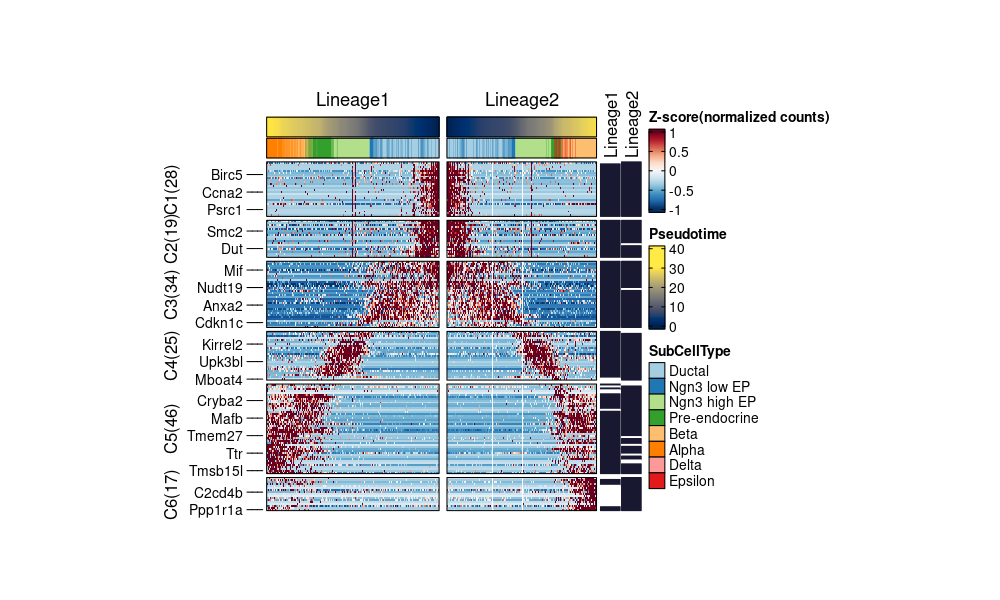 Lineage1
Lineage2
Lineage1
Lineage2
C1(28)
Birc5
Ccna2
Psrc1
C2(19)
Smc2
Dut
C3(34)
Mif
Nudt19
Anxa2
Cdkn1c
C4(25)
Kirrel2
Upk3bl
Mboat4
C5(46)
Cryba2
Mafb
Tmem27
Ttr
Tmsb15l
C6(17)
C2cd4b
Ppp1r1a
Z-score(normalized counts)
1
0.5
0
-0.5
-1
Pseudotime
40
30
20
10
0
SubCellType
Ductal
Ngn3 low EP
Ngn3 high EP
Pre-endocrine
Beta
Alpha
Delta
Epsilon